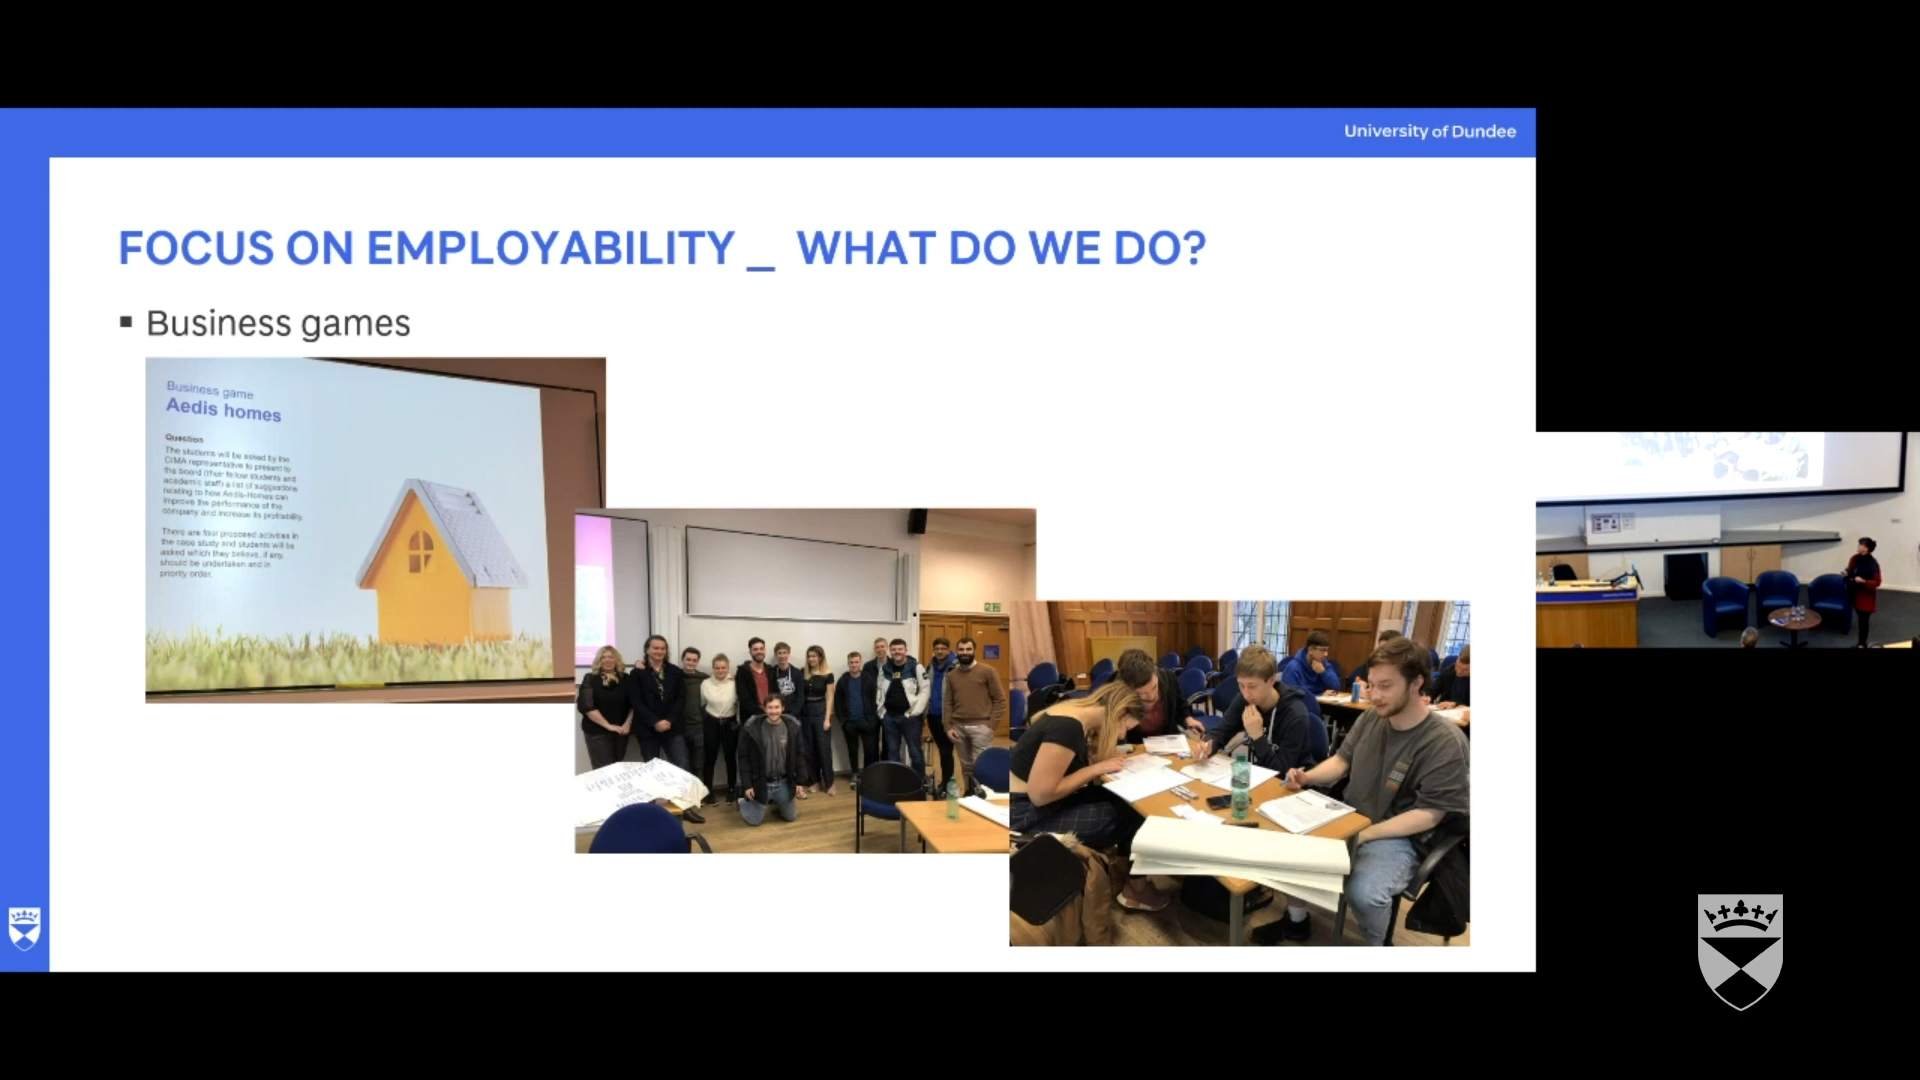 University of Dundee
FOCUS ON EMPLOYABILITY _ WHAT DO WE DO?
▪ Business games
Business game
Aedis homes
Question
The students will be asked by the
CIMA representative to present to
the board (their fellow students and
academic staff) a list of suggestions
relating to how Aedis-Homes can
improve the performance of the
company and increase its profitability.
There are four proposed activities in
the case study and students will be
asked which they believe, if any,
should be undertaken and in
priority order.